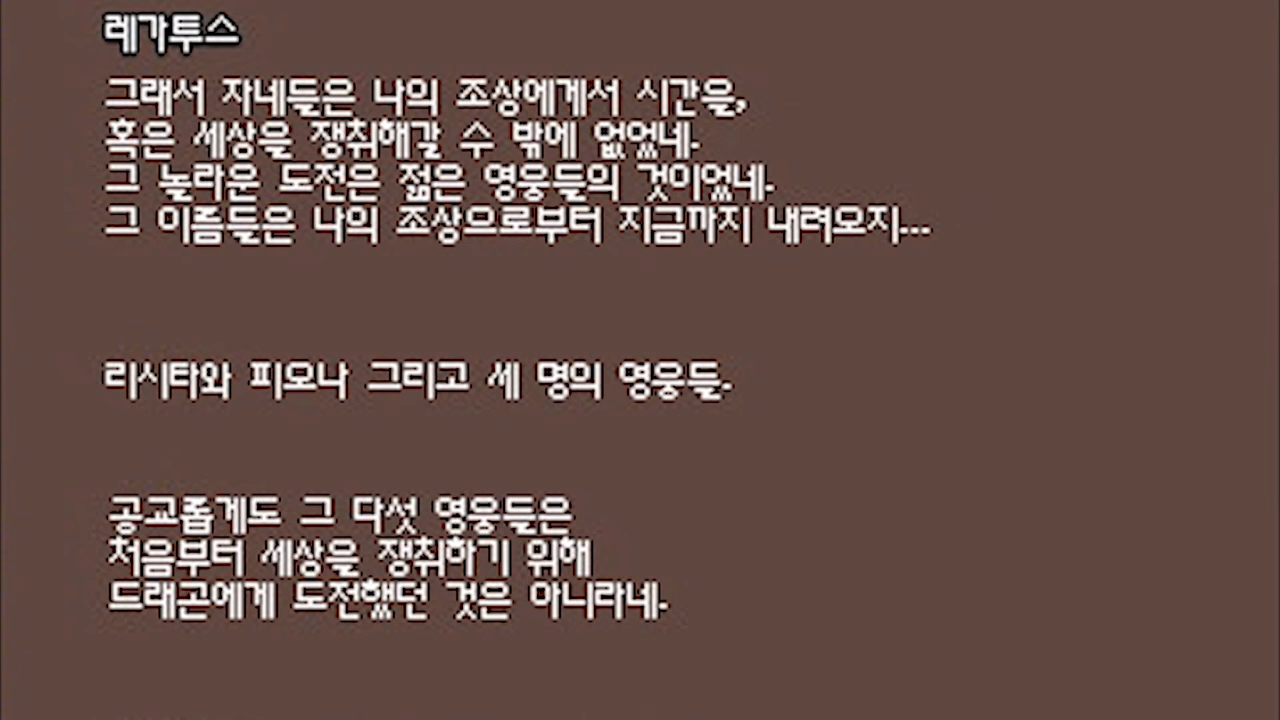 레가투스
그래서 자네들은 나의 조상에게서 시간을,
혹은 세상을 쟁취해갈 수 밖에 없었네.
그 놀라운 도전은 젊은 영웅들의 것이었네.
그 이름들은 나의 조상으로부터 지금까지 내려오지...
리시타와 피오나 그리고 세 명의 영웅들.
공교롭게도 그 다섯 영웅들은
처음부터 세상을 쟁취하기 위해
드래곤에게 도전했던 것은 아니라네.